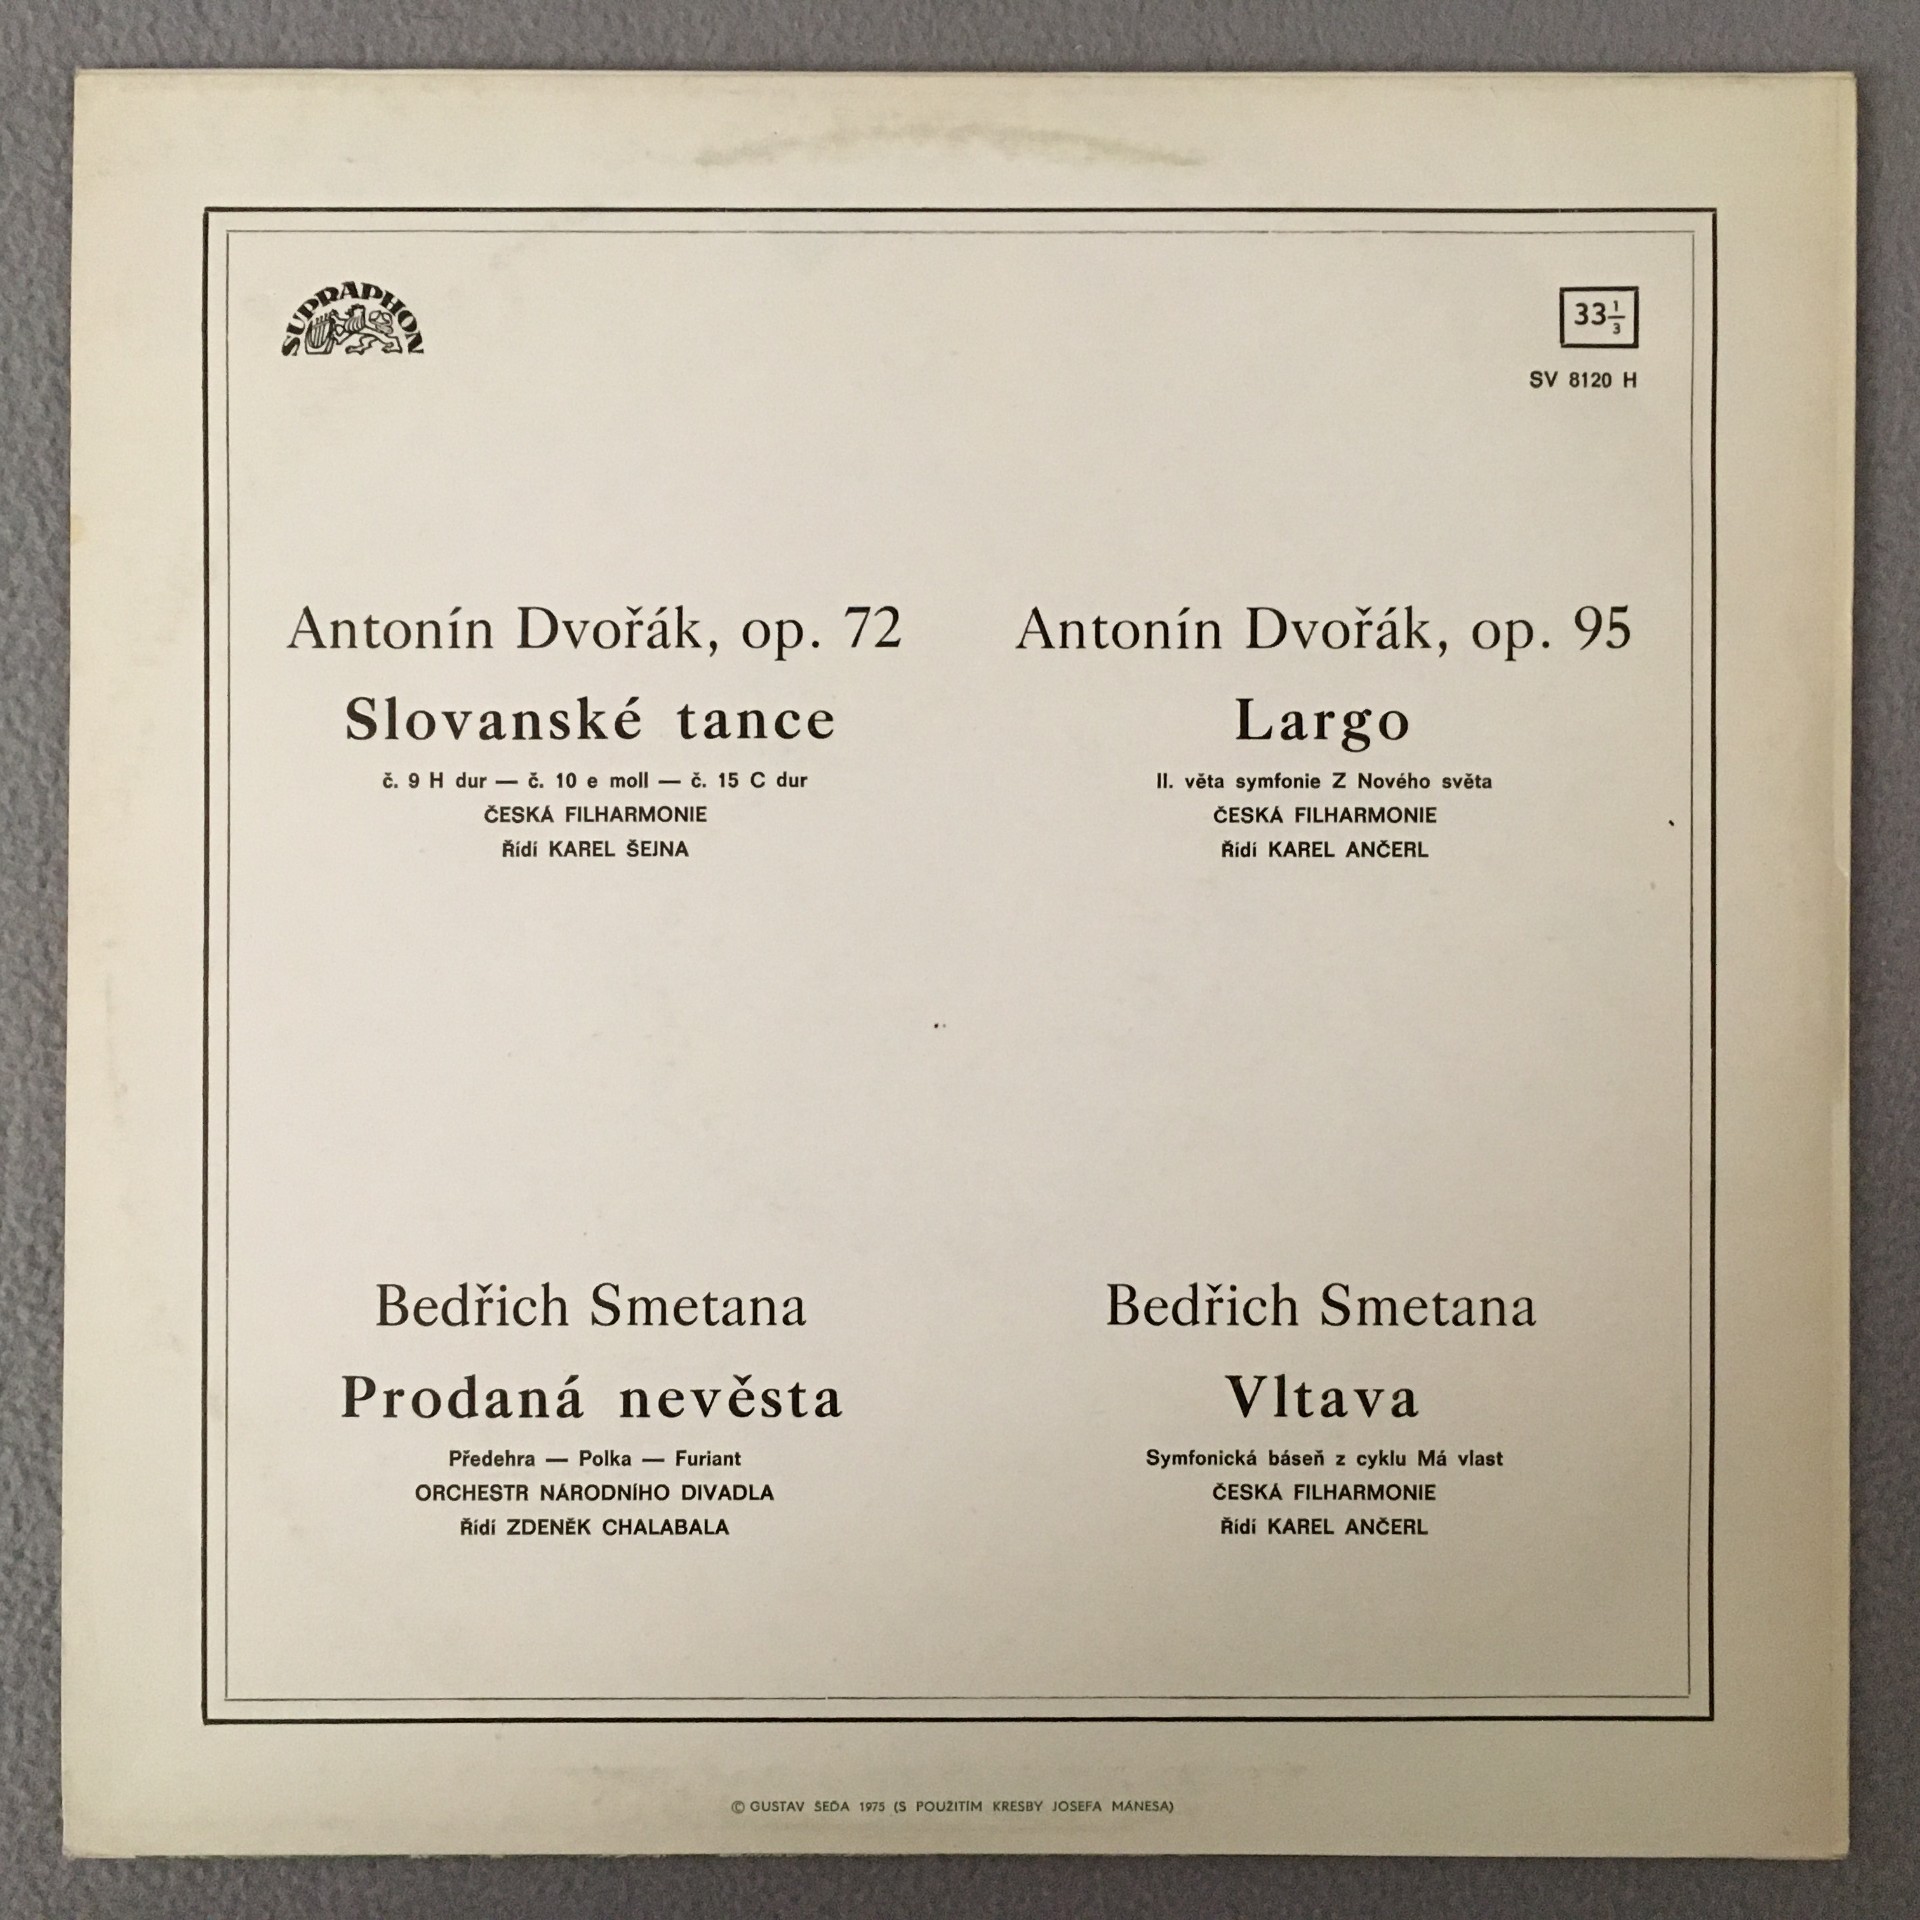 SUPRAPHON
33 1/3
SV 8120 H
Antonín Dvořák, op. 72
Slovanské tance
č. 9 H dur — č. 10 e moll — č. 15 C dur
ČESKÁ FILHARMONIE
Řídí KAREL ŠEJNA
Antonín Dvořák, op. 95
Largo
II. věta symfonie Z Nového světa
ČESKÁ FILHARMONIE
Řídí KAREL ANČERL
Bedřich Smetana
Prodaná nevěsta
Předehra — Polka — Furiant
ORCHESTR NÁRODNÍHO DIVADLA
Řídí ZDENĚK CHALABALA
Bedřich Smetana
Vltava
Symfonická báseň z cyklu Má vlast
ČESKÁ FILHARMONIE
Řídí KAREL ANČERL
© GUSTAV ŠEDA 1975 (S POUŽITÍM KRESBY JOSEFA MÁNESA)